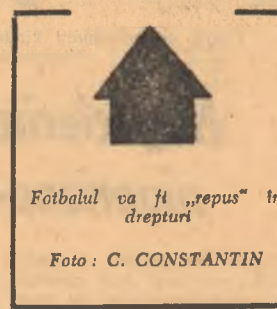 Fotbalul va fi „repus“ în
drepturi
Foto : C. CONSTANTIN